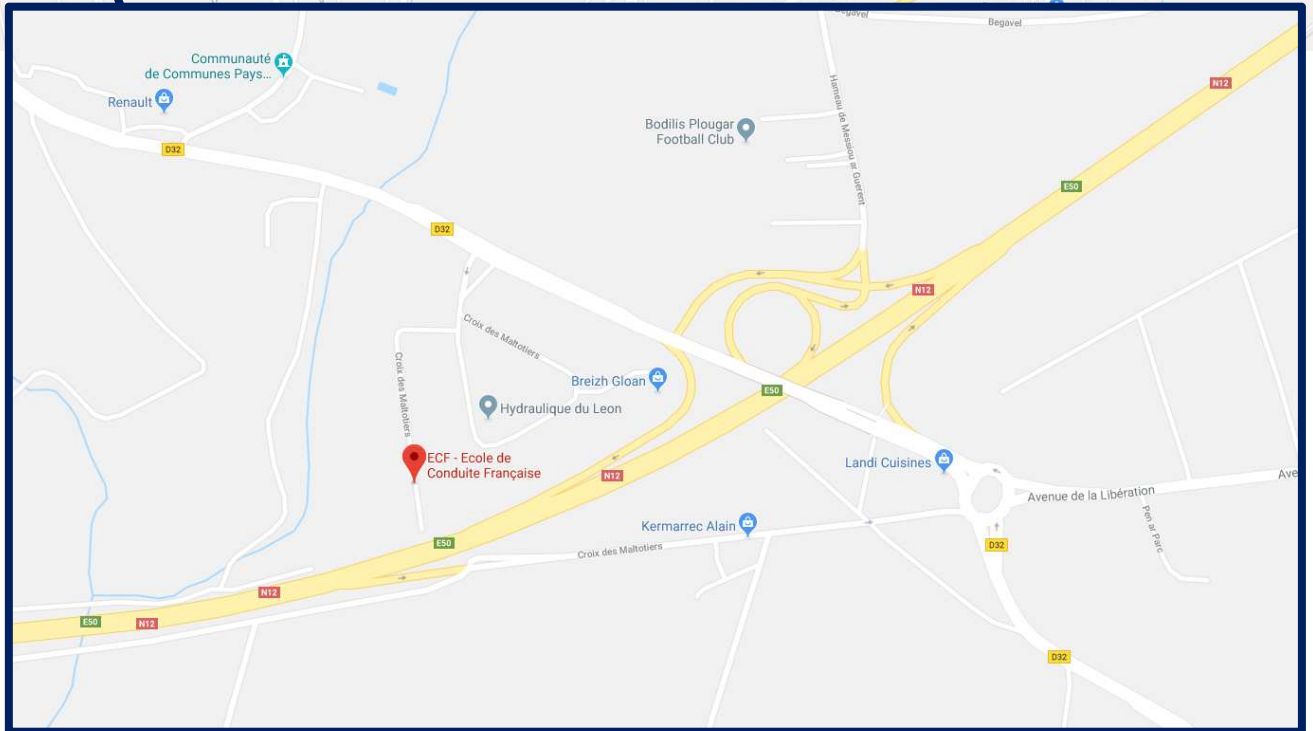 Begavel
Begavel
Communauté
de Communes Pays...
N12
Renault
Hameau de Messiou ar Guerent
Bodilis Plougar
Football Club
D32
E50
D32
N12
Croix des Maltotiers
Croix des Maltotiers
Breizh Gloan
E50
Hydraulique du Leon
ECF - Ecole de
Conduite Française
Landi Cuisines
N12
Avenue de la Libération
Ave
Kermarrec Alain
Pen ar Parc
E50
Croix des Maltotiers
D32
N12
E50
N12
D32